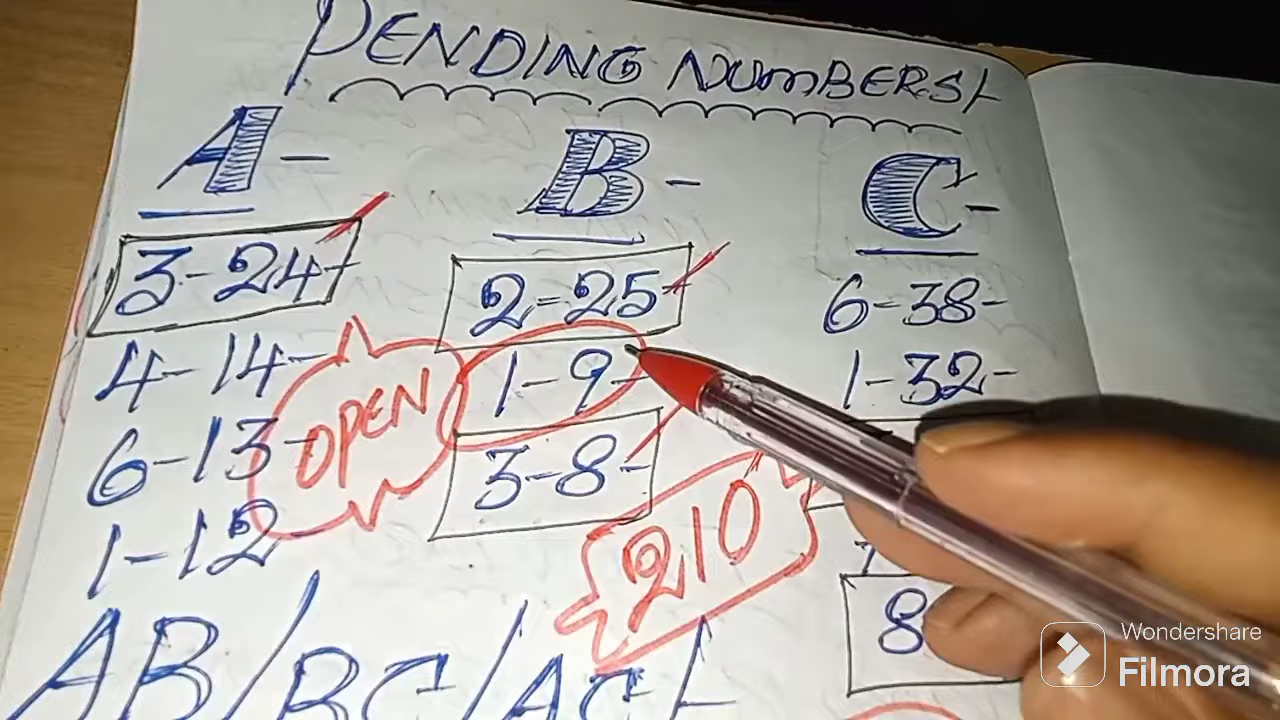 PENDING NUMBERS/-
A - B - C -
3-24- 2-25- 6-38-
4-14- 1-9- 1-32-
6-13- OPEN 3-8-
1-12 210
8
AB/BC/AC/-
Wondershare
Filmora